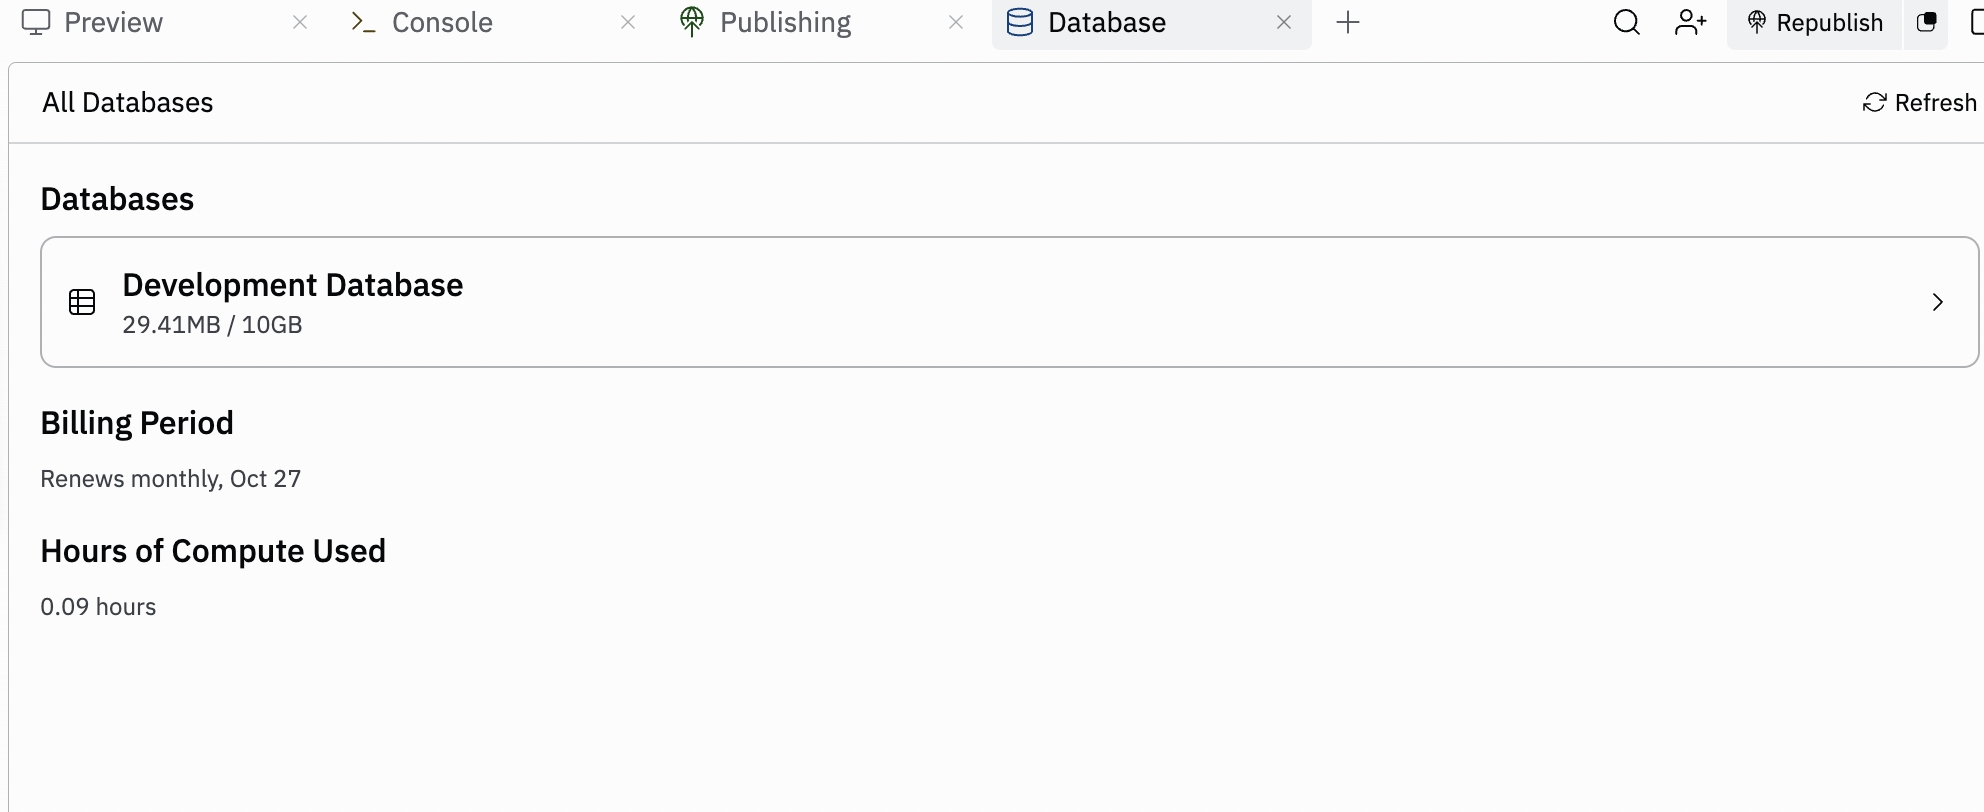 Preview
Console
Publishing
Database
Republish
All Databases
Refresh
Databases
Development Database
29.41MB / 10GB
Billing Period
Renews monthly, Oct 27
Hours of Compute Used
0.09 hours